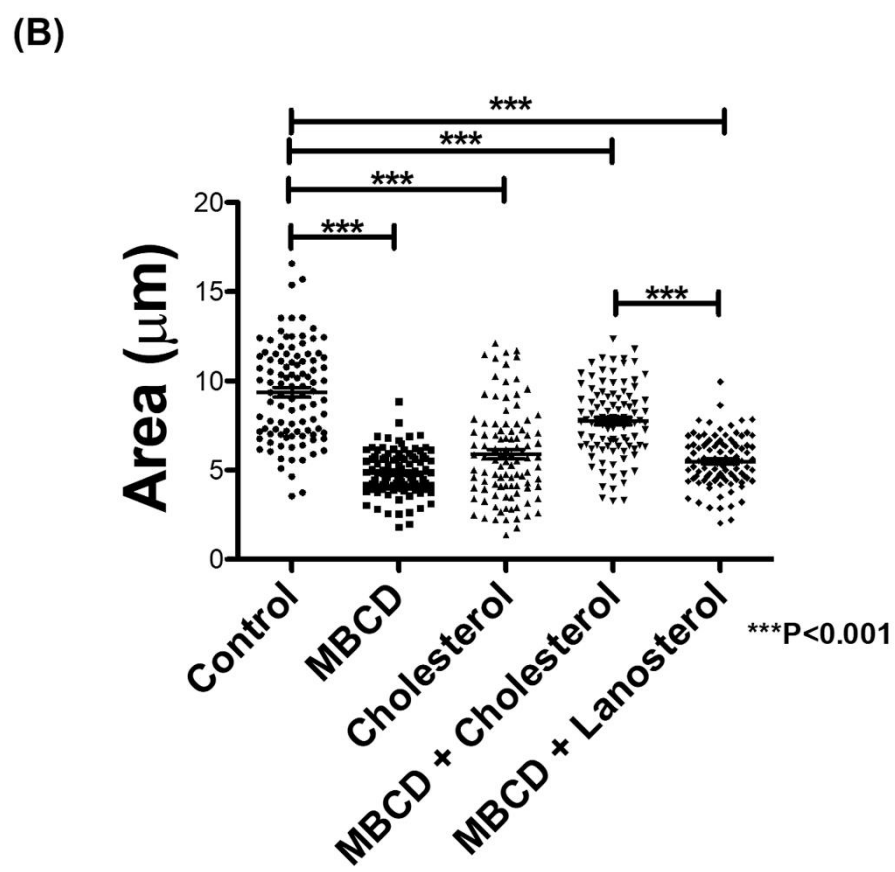 (B)
***
***
***
***
***
20
15
10
5
0
Area (μm)
Control
MBCD
Cholesterol
MBCD + Cholesterol
MBCD + Lanosterol
***P<0.001